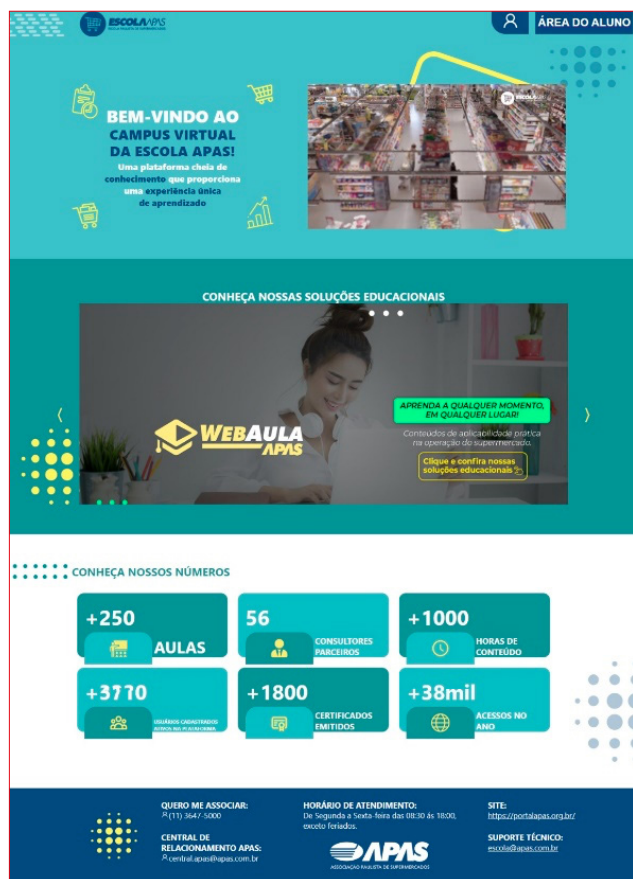 ESCOLA APAS
ESCOLA PAULISTA DE SUPERMERCADOS
ÁREA DO ALUNO
BEM-VINDO AO
CAMPUS VIRTUAL
DA ESCOLA APAS!
Uma plataforma cheia de
conhecimento que proporciona
uma experiência única
de aprendizado
ESCOLA
CONHEÇA NOSSAS SOLUÇÕES EDUCACIONAIS
WEBAULA
APAS
APRENDA A QUALQUER MOMENTO,
EM QUALQUER LUGAR!
Conteúdos de aplicabilidade prática
na operação do supermercado.
Clique e confira nossas
soluções educacionais
CONHEÇA NOSSOS NÚMEROS
+250
AULAS
56
CONSULTORES
PARCEIROS
+1000
HORAS DE
CONTEÚDO
+3770
USUÁRIOS CADASTRADOS
ATIVOS NA PLATAFORMA
+1800
CERTIFICADOS
EMITIDOS
+38mil
ACESSOS NO
ANO
QUERO ME ASSOCIAR:
(11) 3647-5000
CENTRAL DE
RELACIONAMENTO APAS:
central.apas@apas.com.br
HORÁRIO DE ATENDIMENTO:
De Segunda a Sexta-feira das 08:30 ás 18:00,
exceto feriados.
APAS
ASSOCIAÇÃO PAULISTA DE SUPERMERCADOS
SITE:
https://portalapas.org.br/
SUPORTE TÉCNICO:
escola@apas.com.br